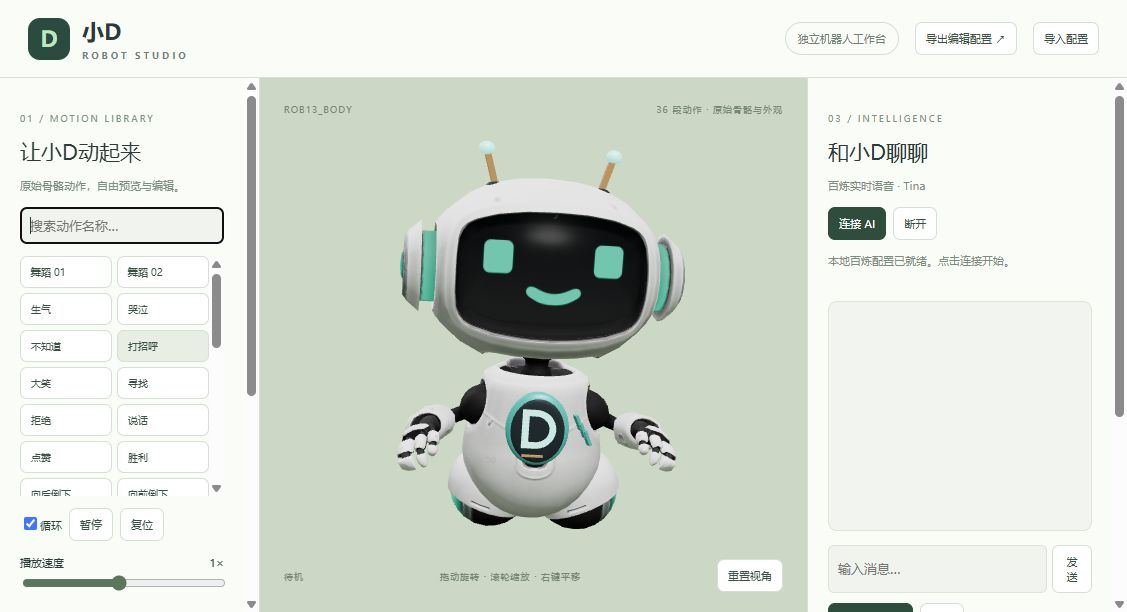 D
小D
ROBOT STUDIO
独立机器人工作台
导出编辑配置 ↗
导入配置
01 / MOTION LIBRARY
让小D动起来
原始骨骼动作，自由预览与编辑。
搜索动作名称...
舞蹈 01
舞蹈 02
生气
哭泣
不知道
打招呼
大笑
寻找
拒绝
说话
点赞
胜利
向后倒下
向前倒下
循环
暂停
复位
播放速度
1×
ROB13_BODY
36 段动作 · 原始骨骼与外观
D
待机
拖动旋转 · 滚轮缩放 · 右键平移
重置视角
03 / INTELLIGENCE
和小D聊聊
百炼实时语音 · Tina
连接 AI
断开
本地百炼配置已就绪。点击连接开始。
输入消息...
发
送